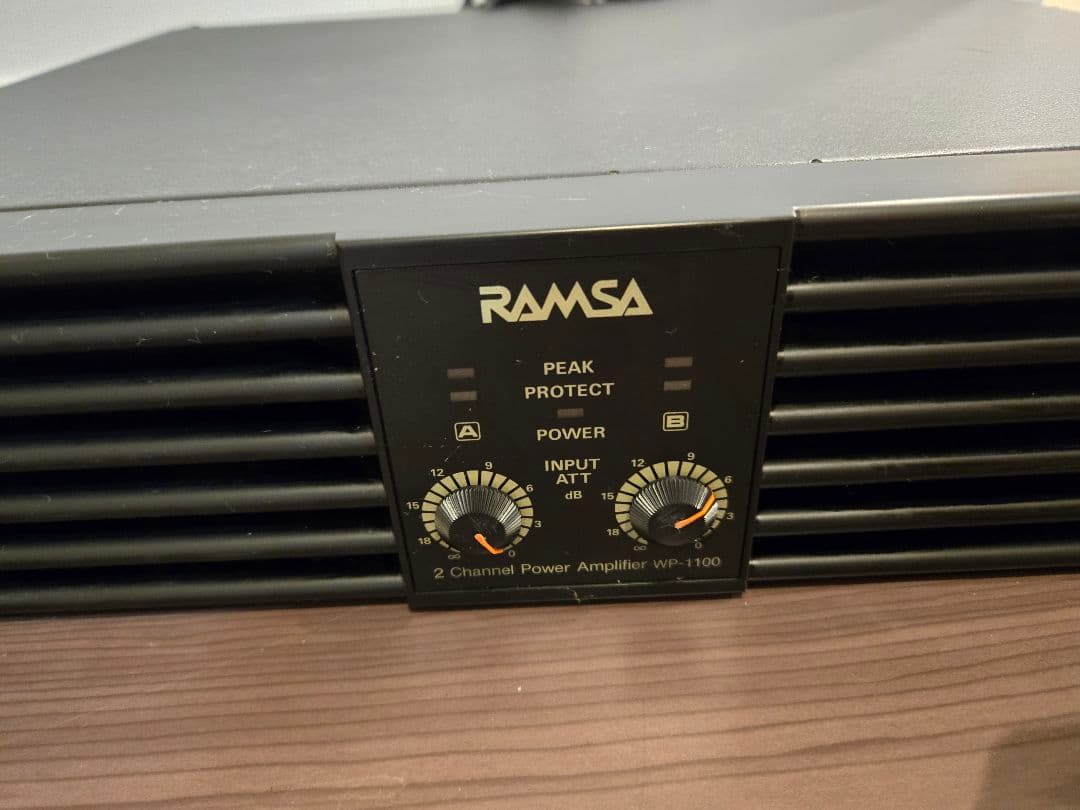 RAMSA
PEAK
PROTECT
A
B
POWER
INPUT
ATT
dB
∞ 18 15 12 9 6 3 0
∞ 18 15 12 9 6 3 0
2 Channel Power Amplifier WP-1100